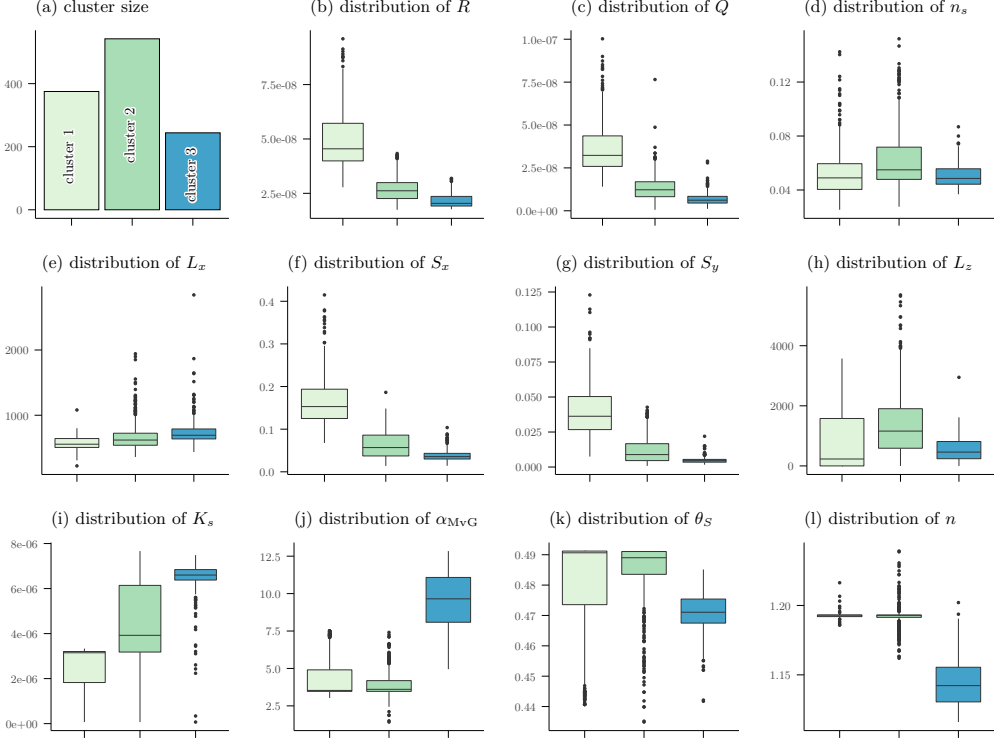 (a) cluster size
400
200
0
cluster 1
cluster 2
cluster 3
(b) distribution of R
7.5e-08
5.0e-08
2.5e-08
(c) distribution of Q
1.0e-07
7.5e-08
5.0e-08
2.5e-08
0.0e+00
(d) distribution of n_s
0.12
0.08
0.04
(e) distribution of L_x
2000
1000
(f) distribution of S_x
0.4
0.3
0.2
0.1
0.0
(g) distribution of S_y
0.125
0.100
0.075
0.050
0.025
0.000
(h) distribution of L_z
4000
2000
0
(i) distribution of K_s
8e-06
6e-06
4e-06
2e-06
0e+00
(j) distribution of α_MvG
12.5
10.0
7.5
5.0
2.5
(k) distribution of θ_S
0.49
0.48
0.47
0.46
0.45
0.44
(l) distribution of n
1.20
1.15